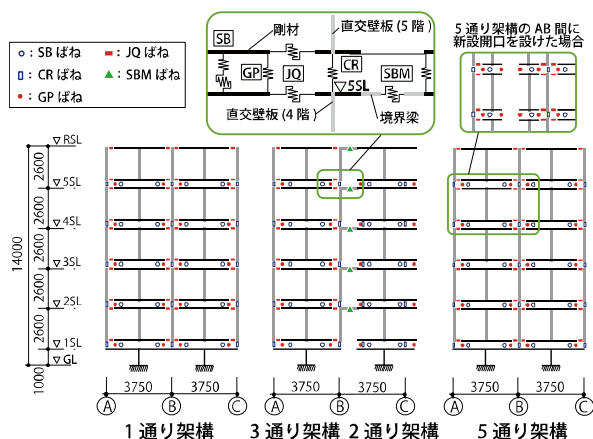 : SB ばね
: JQ ばね
: CR ばね
: SBM ばね
: GP ばね
SB
剛材
直交壁板 (5 階)
GP
JQ
CR
5SL
SBM
直交壁板 (4 階)
境界梁
5 通り架構の AB 間に
新設開口を設けた場合
RSL
5SL
4SL
3SL
2SL
1SL
GL
2600
2600
2600
2600
2600
1000
14000
3750
3750
3750
3750
3750
3750
A
B
C
A
B
C
A
B
C
1 通り架構
3 通り架構
2 通り架構
5 通り架構